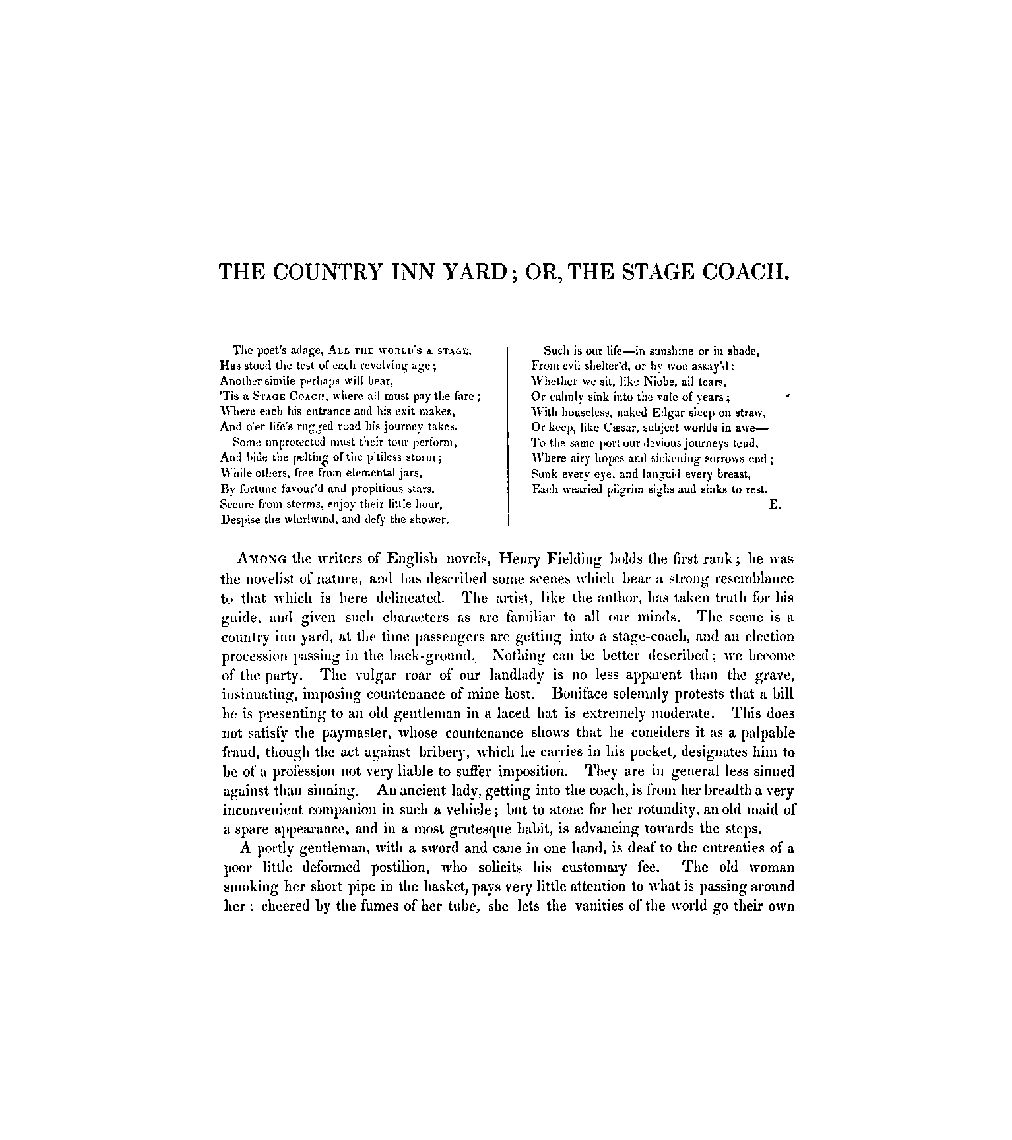 THE COUNTRY INN YARD; OR, THE STAGE COACH.
The poet's adage, ALL THE WORLD'S A STAGE,
Has stood the test of each revolving age;
Another simile perhaps will bear,
'Tis a STAGE COACH, where all must pay the fare;
Where each his entrance and his exit makes,
And o'er life's rugged road his journey takes.
Some unprotected must their tour perform,
And bide the pelting of the pitiless storm;
While others, free from elemental jars,
By fortune favour'd and propitious stars,
Secure from storms, enjoy their little hour,
Despise the whirlwind, and defy the shower.
Such is our life—in sunshine or in shade,
From evil shelter'd, or by woe assay'd:
Whether we sit, like Niobe, all tears,
Or calmly sink into the vale of years;
With houseless, naked Edgar sleep on straw,
Or keep, like Cæsar, subject worlds in awe—
To the same port our devious journeys tend,
Where airy hopes and sickening sorrows end;
Sunk every eye, and languid every breast,
Each wearied pilgrim sighs and sinks to rest.
E.
AMONG the writers of English novels, Henry Fielding holds the first rank; he was
the novelist of nature, and has described some scenes which bear a strong resemblance
to that which is here delineated. The artist, like the author, has taken truth for his
guide, and given such characters as are familiar to all our minds. The scene is a
country inn yard, at the time passengers are getting into a stage-coach, and an election
procession passing in the back-ground. Nothing can be better described; we become
of the party. The vulgar roar of our landlady is no less apparent than the grave,
insinuating, imposing countenance of mine host. Boniface solemnly protests that a bill
he is presenting to an old gentleman in a laced hat is extremely moderate. This does
not satisfy the paymaster, whose countenance shows that he considers it as a palpable
fraud, though the act against bribery, which he carries in his pocket, designates him to
be of a profession not very liable to suffer imposition. They are in general less sinned
against than sinning. An ancient lady, getting into the coach, is from her breadth a very
inconvenient companion in such a vehicle; but to atone for her rotundity, an old maid of
a spare appearance, and in a most grotesque habit, is advancing towards the steps.
A portly gentleman, with a sword and cane in one hand, is deaf to the entreaties of a
poor little deformed postilion, who solicits his customary fee. The old woman
smoking her short pipe in the basket, pays very little attention to what is passing around
her: cheered by the fumes of her tube, she lets the vanities of the world go their own